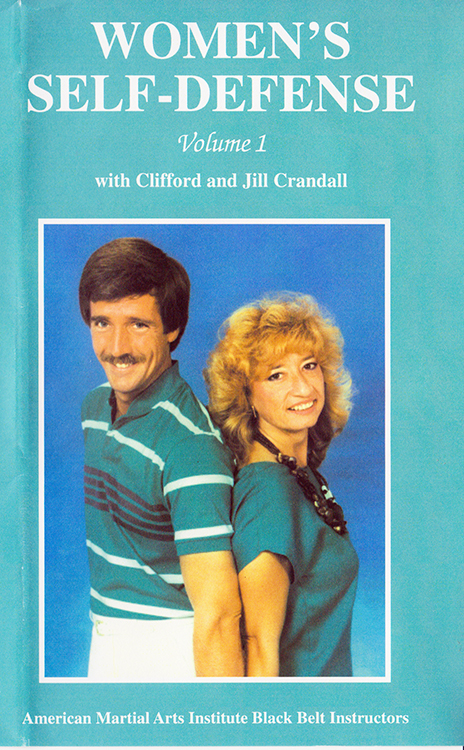 WOMEN'S
SELF-DEFENSE
Volume 1
with Clifford and Jill Crandall
American Martial Arts Institute Black Belt Instructors